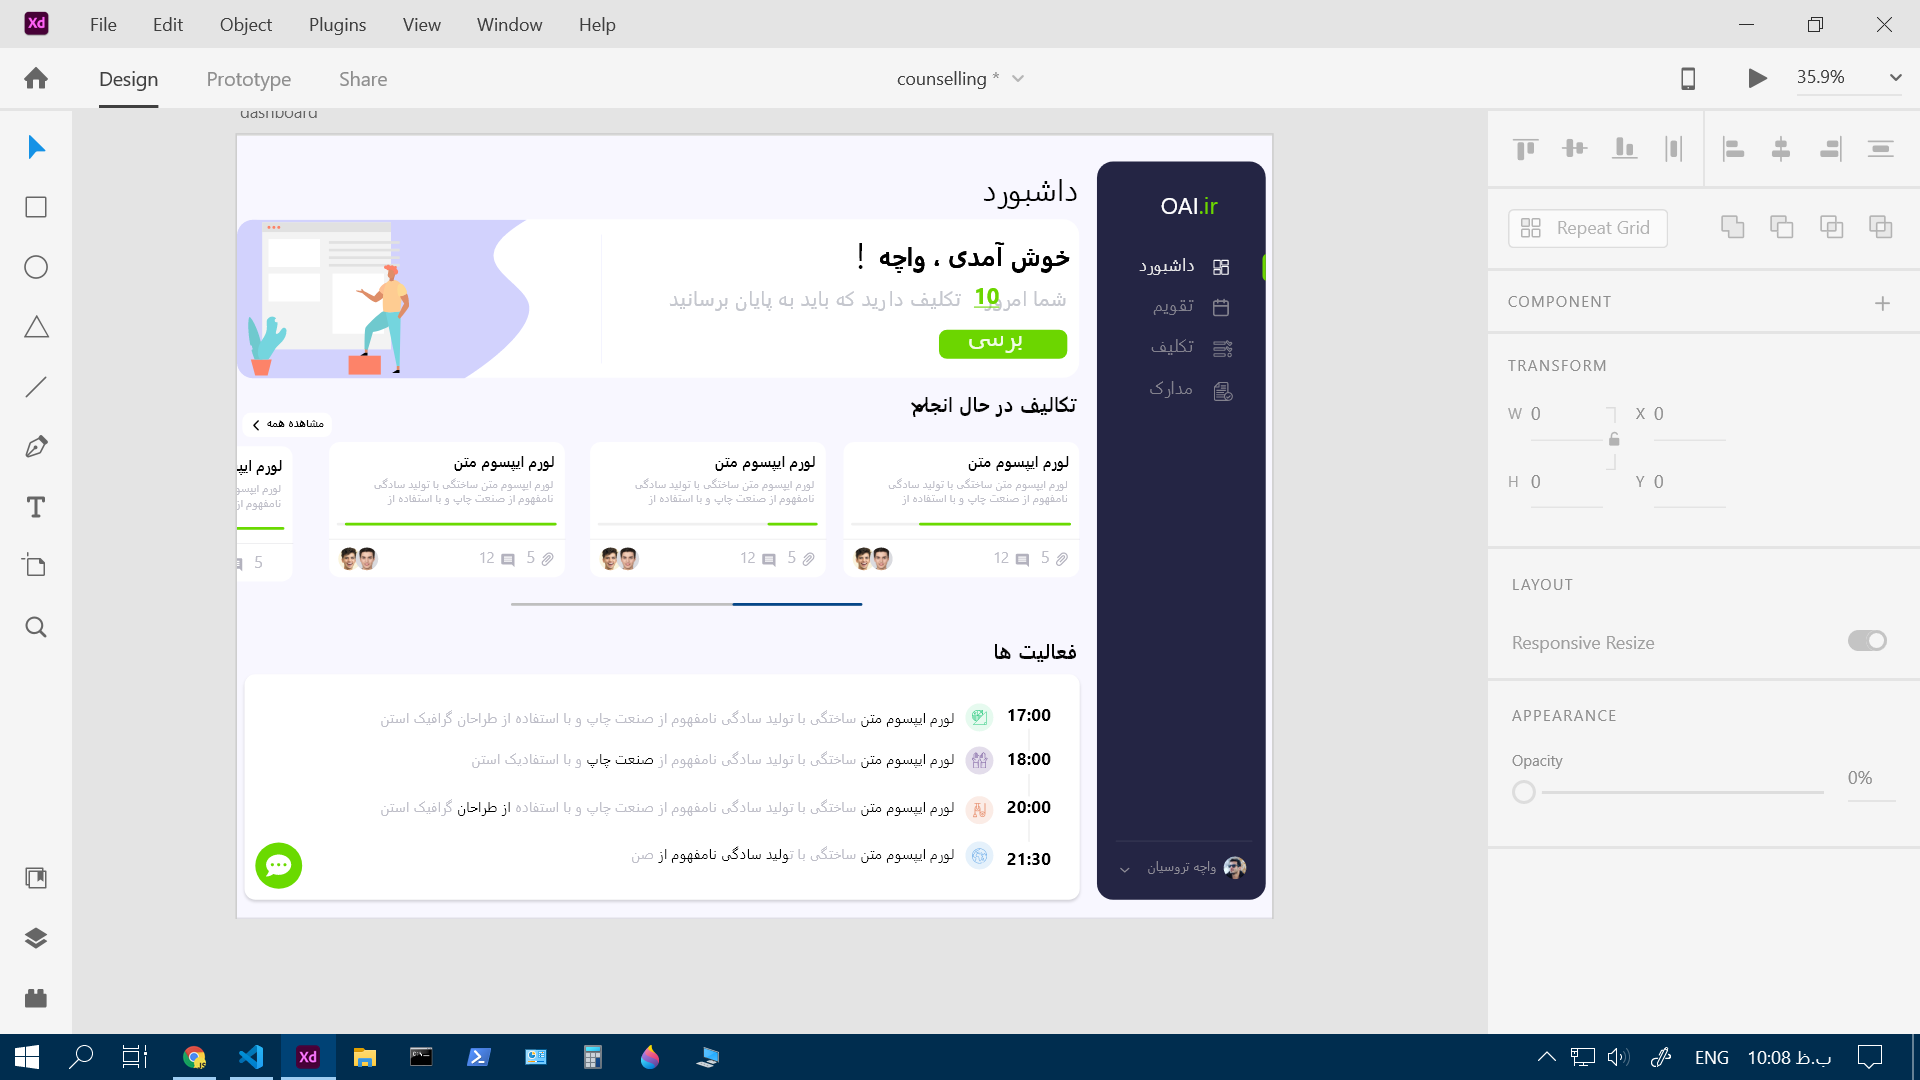 Xd File Edit Object Plugins View Window Help
Design Prototype Share
counselling *
35.9%
dashboard
داشبورد
خوش آمدی ، واچه !
شما امروز 10 تکلیف دارید که باید به پایان برسانید
برسی
تکالیف در حال انجام
مشاهده همه
لورم ایپسوم متن
لورم ایپسوم متن ساختگی با تولید سادگی
نامفهوم از صنعت چاپ و با استفاده از
5 12
لورم ایپسوم متن
لورم ایپسوم متن ساختگی با تولید سادگی
نامفهوم از صنعت چاپ و با استفاده از
5 12
لورم ایپسوم متن
لورم ایپسوم متن ساختگی با تولید سادگی
نامفهوم از صنعت چاپ و با استفاده از
5 12
لورم ایپ
لورم ایپسو
نامفهوم از
5
فعالیت ها
17:00 لورم ایپسوم متن ساختگی با تولید سادگی نامفهوم از صنعت چاپ و با استفاده از طراحان گرافیک استن
18:00 لورم ایپسوم متن ساختگی با تولید سادگی نامفهوم از صنعت چاپ و با استفادیک استن
20:00 لورم ایپسوم متن ساختگی با تولید سادگی نامفهوم از صنعت چاپ و با استفاده از طراحان گرافیک استن
21:30 لورم ایپسوم متن ساختگی با تولید سادگی نامفهوم از صن
OAI.ir
داشبورد
تقویم
تکلیف
مدارک
واچه تروسیان
Repeat Grid
COMPONENT
TRANSFORM
W 0 X 0
H 0 Y 0
LAYOUT
Responsive Resize
APPEARANCE
Opacity
0%
Xd
ENG
10:08 ب.ظ